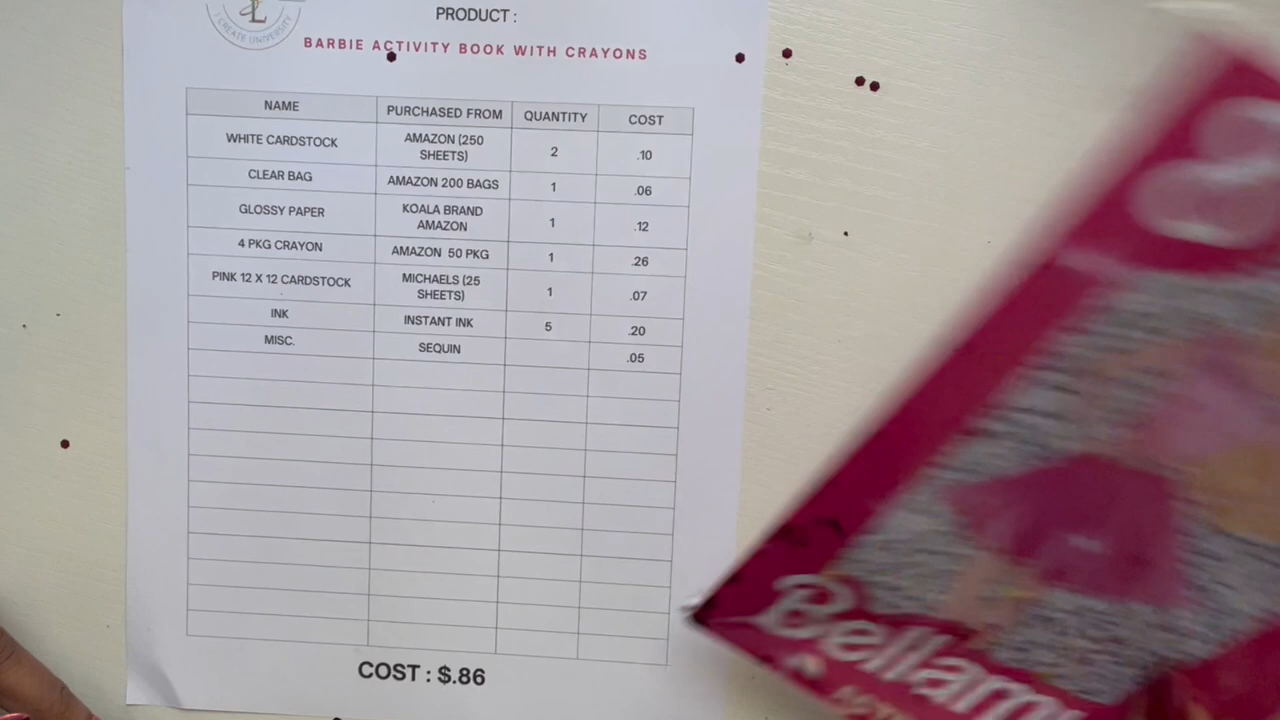 CREATE UNIVERSITY
PRODUCT :
BARBIE ACTIVITY BOOK WITH CRAYONS
NAME PURCHASED FROM QUANTITY COST
WHITE CARDSTOCK AMAZON (250 SHEETS) 2 .10
CLEAR BAG AMAZON 200 BAGS 1 .06
GLOSSY PAPER KOALA BRAND AMAZON 1 .12
4 PKG CRAYON AMAZON 50 PKG 1 .26
PINK 12 X 12 CARDSTOCK MICHAELS (25 SHEETS) 1 .07
INK INSTANT INK 5 .20
MISC. SEQUIN .05
COST : $.86